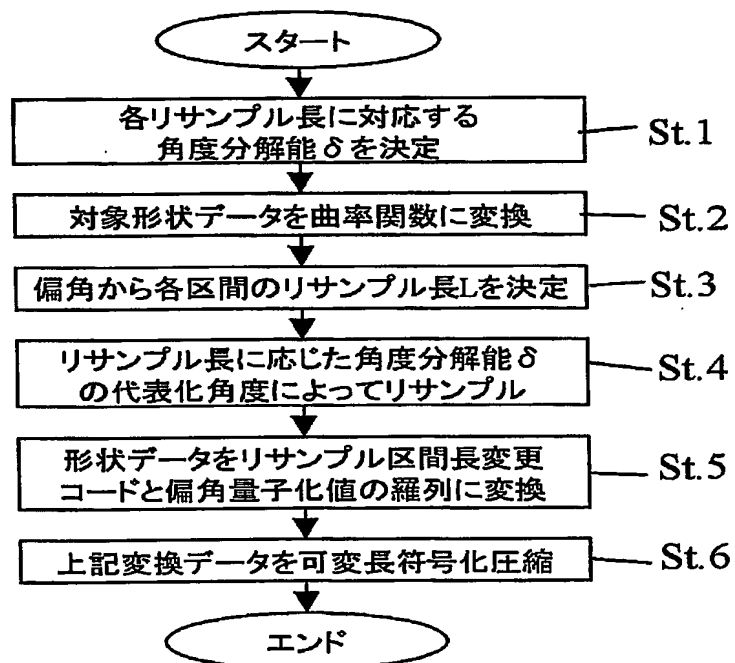 スタート
各リサンプル長に対応する
角度分解能δを決定
St.1
対象形状データを曲率関数に変換
St.2
偏角から各区間のリサンプル長Lを決定
St.3
リサンプル長に応じた角度分解能δ
の代表化角度によってリサンプル
St.4
形状データをリサンプル区間長変更
コードと偏角量子化値の羅列に変換
St.5
上記変換データを可変長符号化圧縮
St.6
エンド